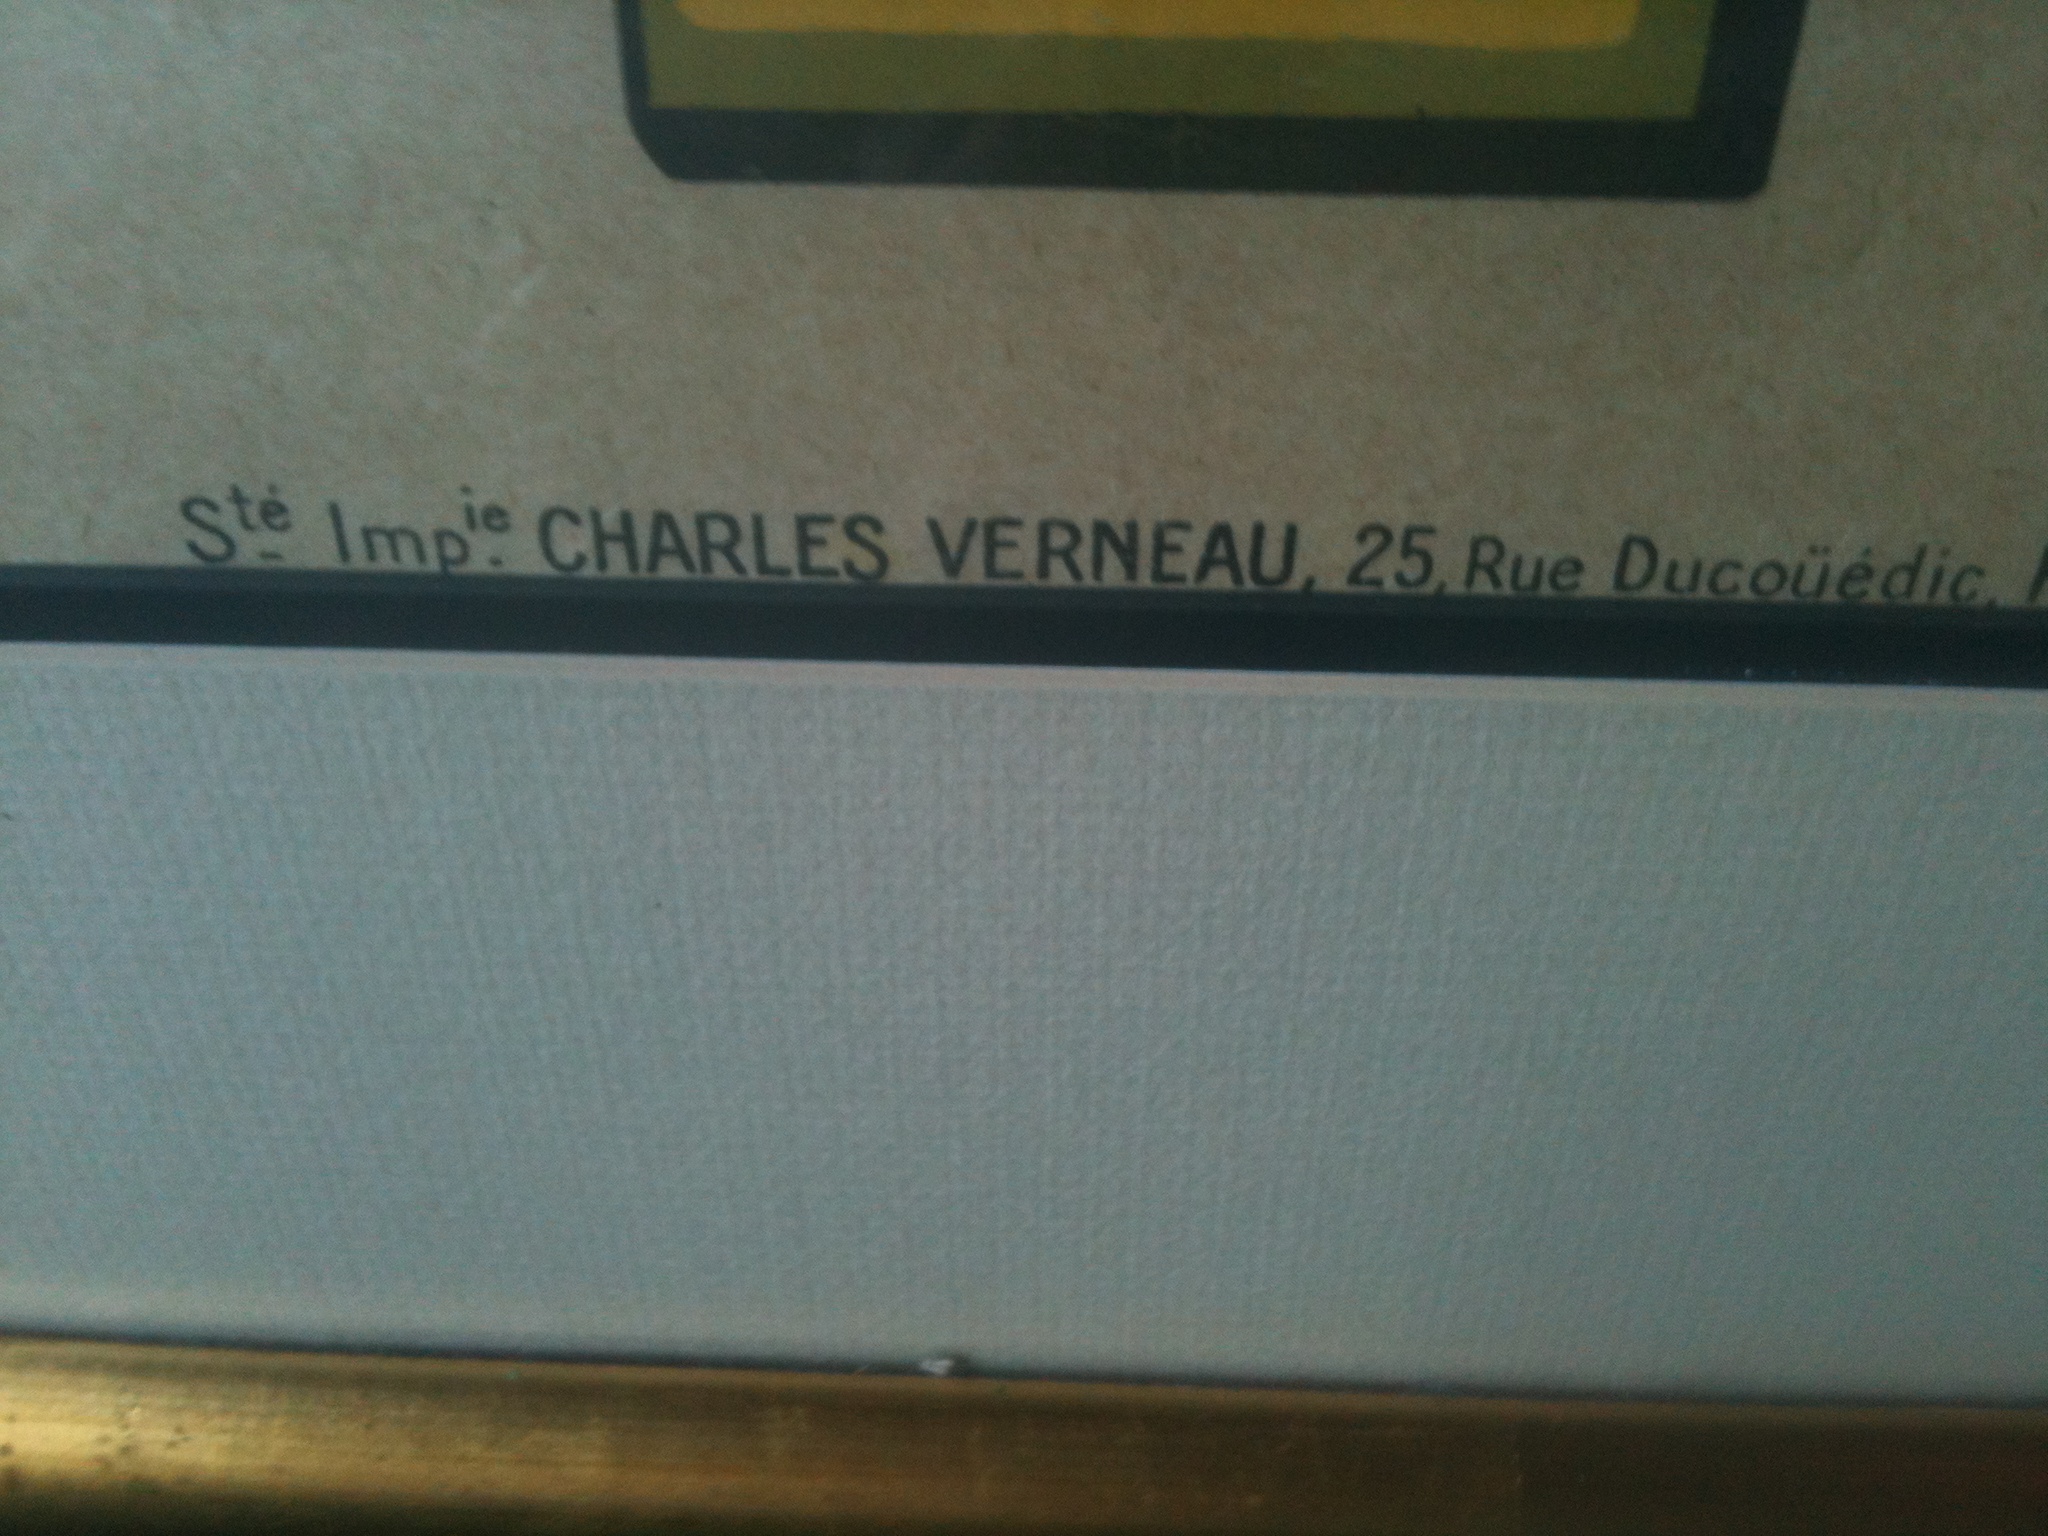 Sté Impie CHARLES VERNEAU, 25, Rue Ducoüédic,